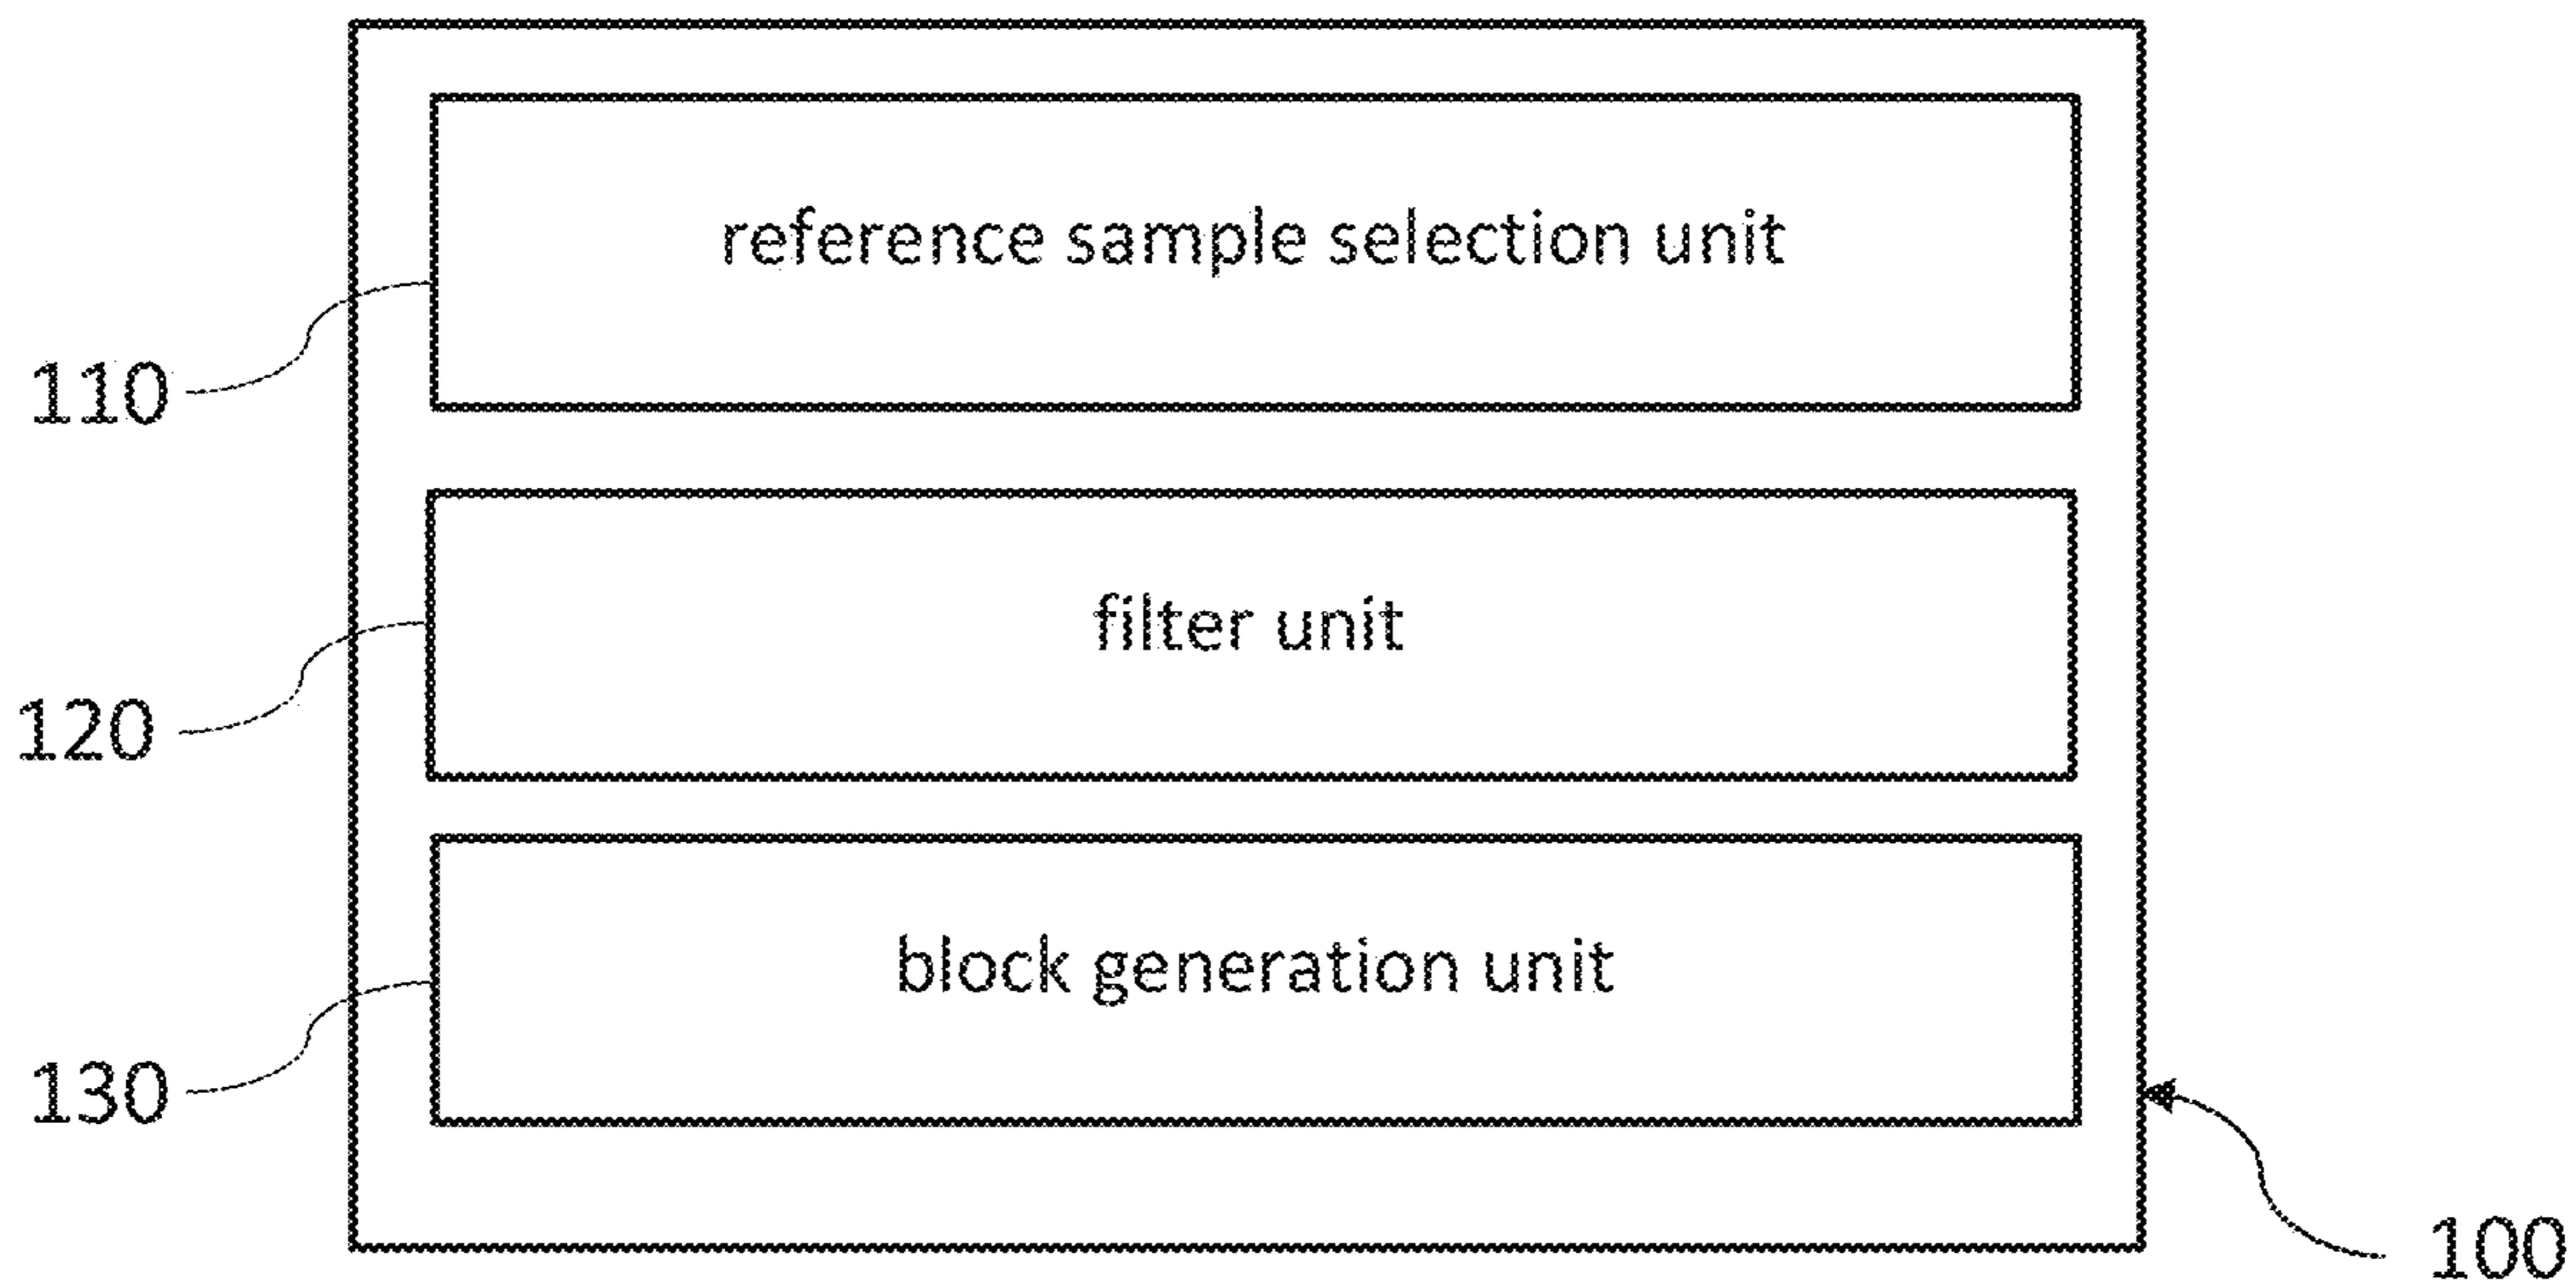 reference sample selection unit
110
filter unit
120
block generation unit
130
100